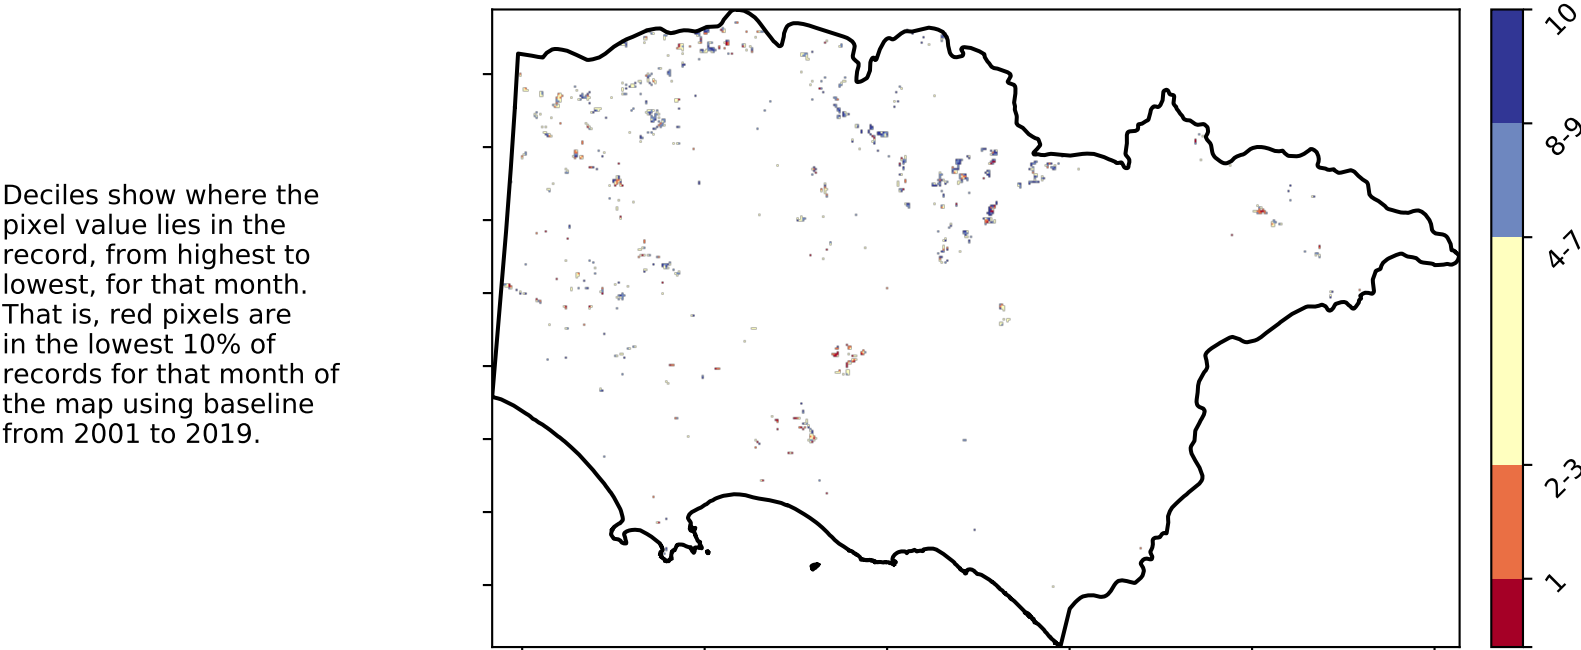 Deciles show where the
pixel value lies in the
record, from highest to
lowest, for that month.
That is, red pixels are
in the lowest 10% of
records for that month of
the map using baseline
from 2001 to 2019.
10
8-9
4-7
2-3
1